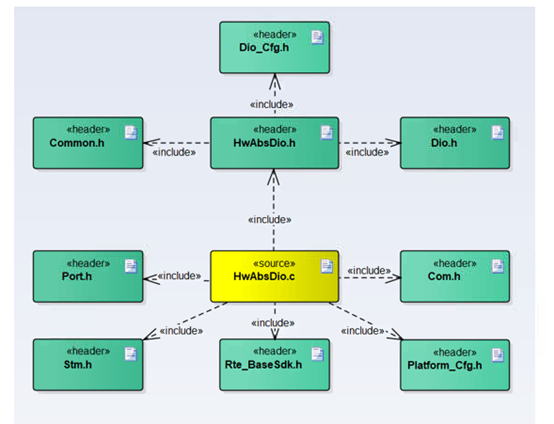 «header»
Dio_Cfg.h
«include»
«header»
Common.h
«include»
«header»
HwAbsDio.h
«include»
«header»
Dio.h
«include»
«header»
Port.h
«include»
«source»
HwAbsDio.c
«include»
«header»
Com.h
«include»
«include»
«include»
«header»
Stm.h
«header»
Rte_BaseSdk.h
«header»
Platform_Cfg.h